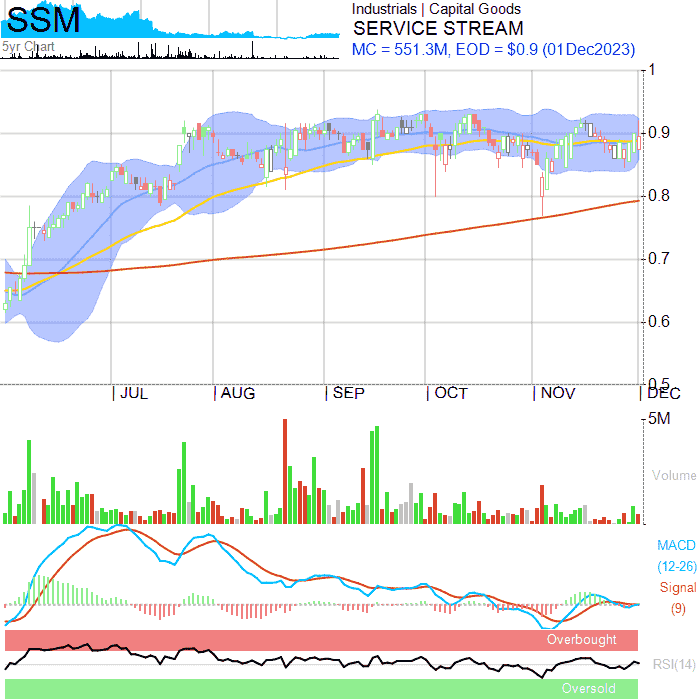 SSM
5yr Chart
Industrials | Capital Goods
SERVICE STREAM
MC = 551.3M, EOD = $0.9 (01Dec2023)
1
0.9
0.8
0.7
0.6
0.5
JUL
AUG
SEP
OCT
NOV
DEC
5M
Volume
MACD
(12-26)
Signal
(9)
Overbought
RSI(14)
Oversold